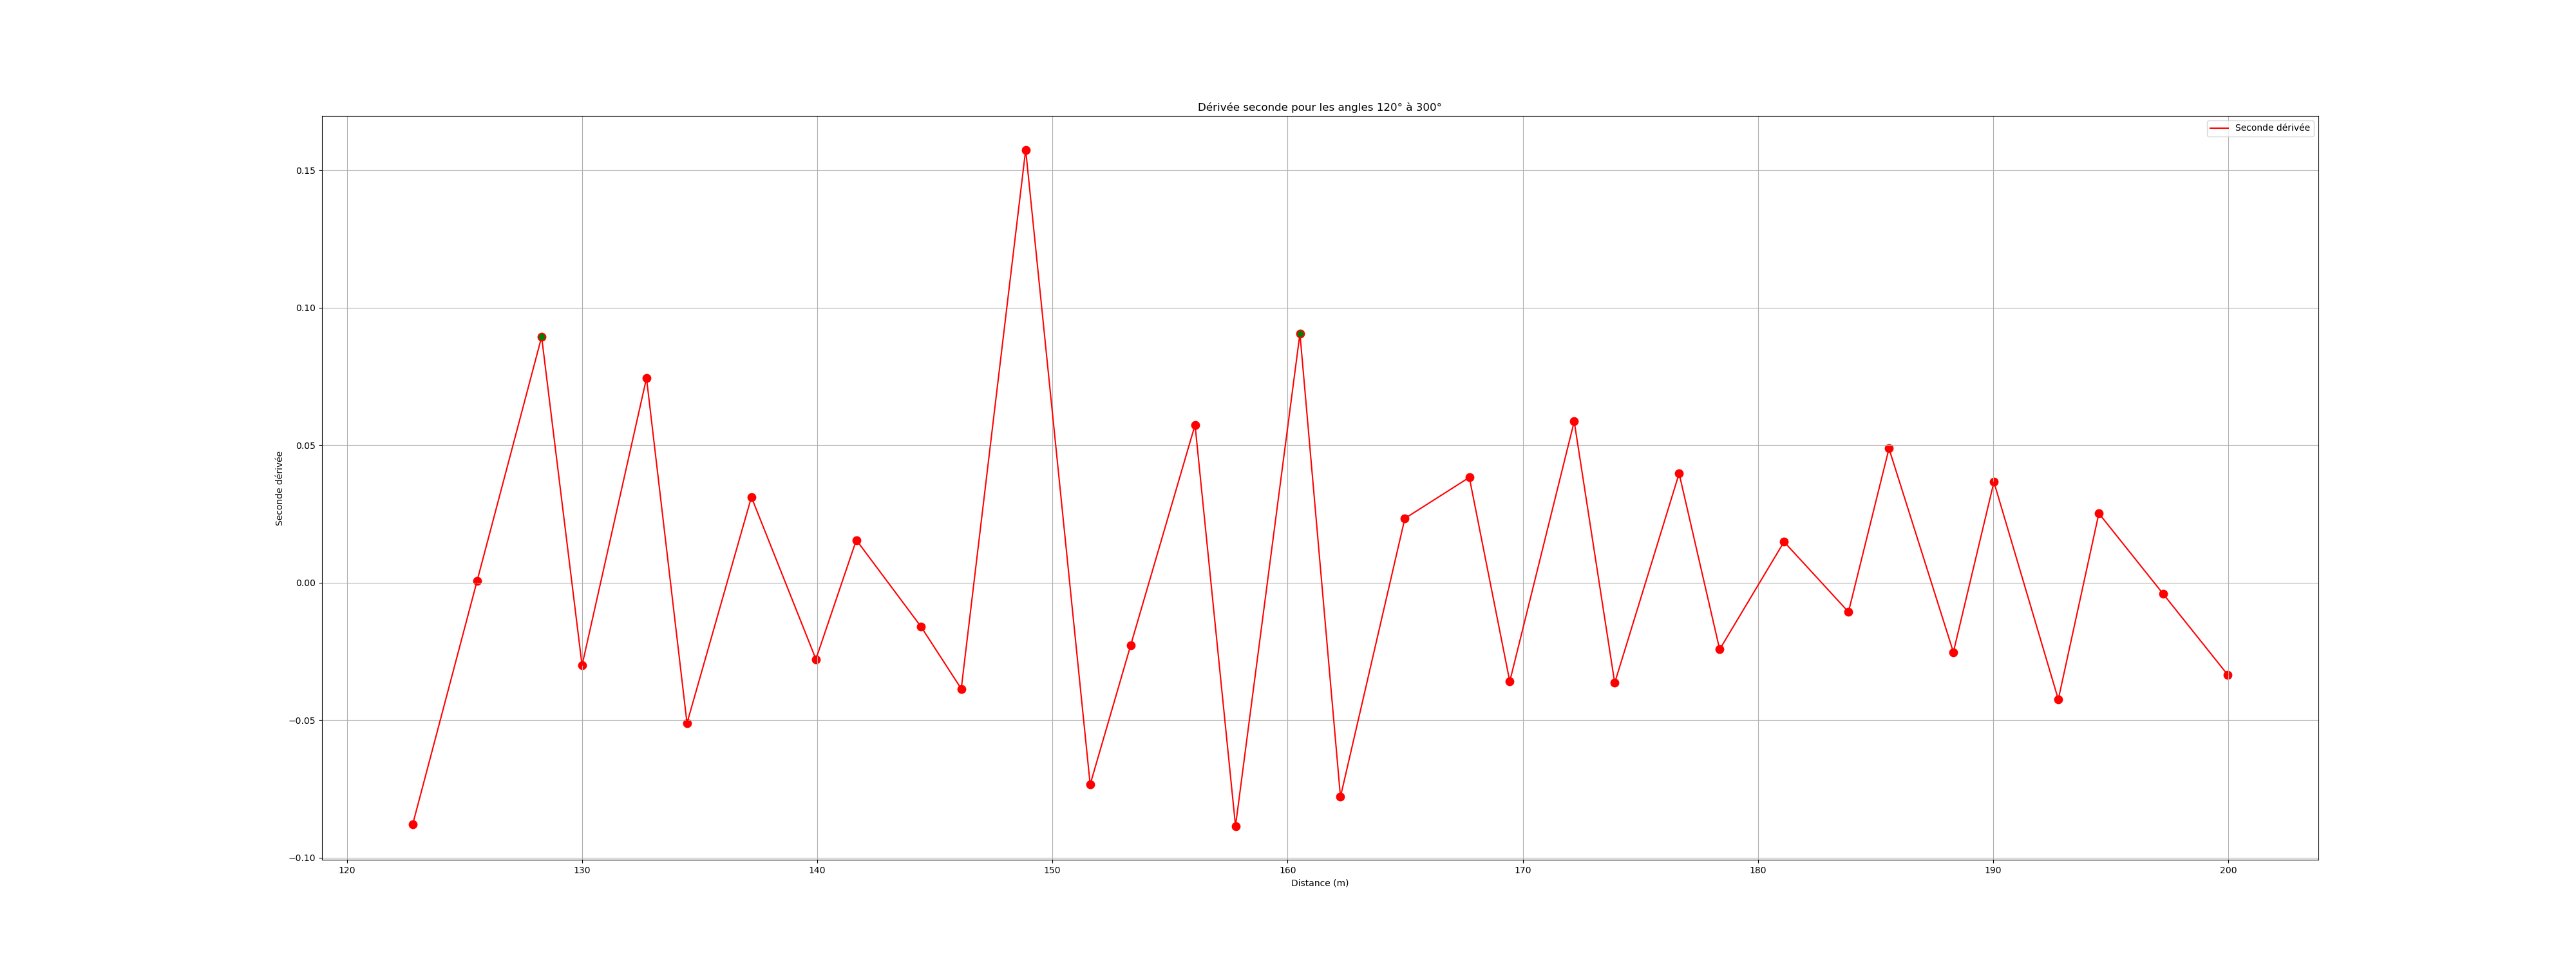 Dérivée seconde pour les angles 120° à 300°
Seconde dérivée
0.15
0.10
0.05
0.00
−0.05
−0.10
Seconde dérivée
120 130 140 150 160 170 180 190 200
Distance (m)